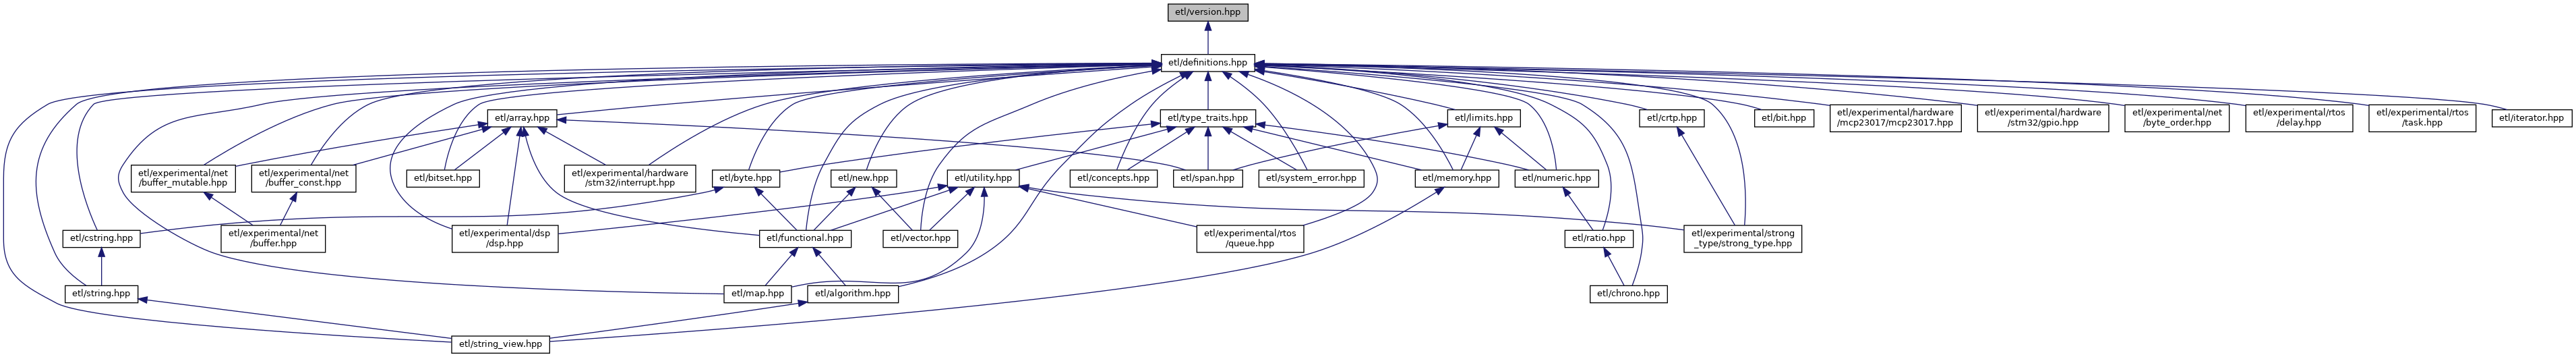 etl/version.hpp
etl/definitions.hpp
etl/array.hpp
etl/type_traits.hpp
etl/limits.hpp
etl/crtp.hpp
etl/bit.hpp
etl/experimental/hardware
/mcp23017/mcp23017.hpp
etl/experimental/hardware
/stm32/gpio.hpp
etl/experimental/net
/byte_order.hpp
etl/experimental/rtos
/delay.hpp
etl/experimental/rtos
/task.hpp
etl/iterator.hpp
etl/experimental/net
/buffer_mutable.hpp
etl/experimental/net
/buffer_const.hpp
etl/bitset.hpp
etl/experimental/hardware
/stm32/interrupt.hpp
etl/byte.hpp
etl/new.hpp
etl/utility.hpp
etl/concepts.hpp
etl/span.hpp
etl/system_error.hpp
etl/memory.hpp
etl/numeric.hpp
etl/cstring.hpp
etl/experimental/net
/buffer.hpp
etl/experimental/dsp
/dsp.hpp
etl/functional.hpp
etl/vector.hpp
etl/experimental/rtos
/queue.hpp
etl/ratio.hpp
etl/experimental/strong
_type/strong_type.hpp
etl/string.hpp
etl/map.hpp
etl/algorithm.hpp
etl/chrono.hpp
etl/string_view.hpp